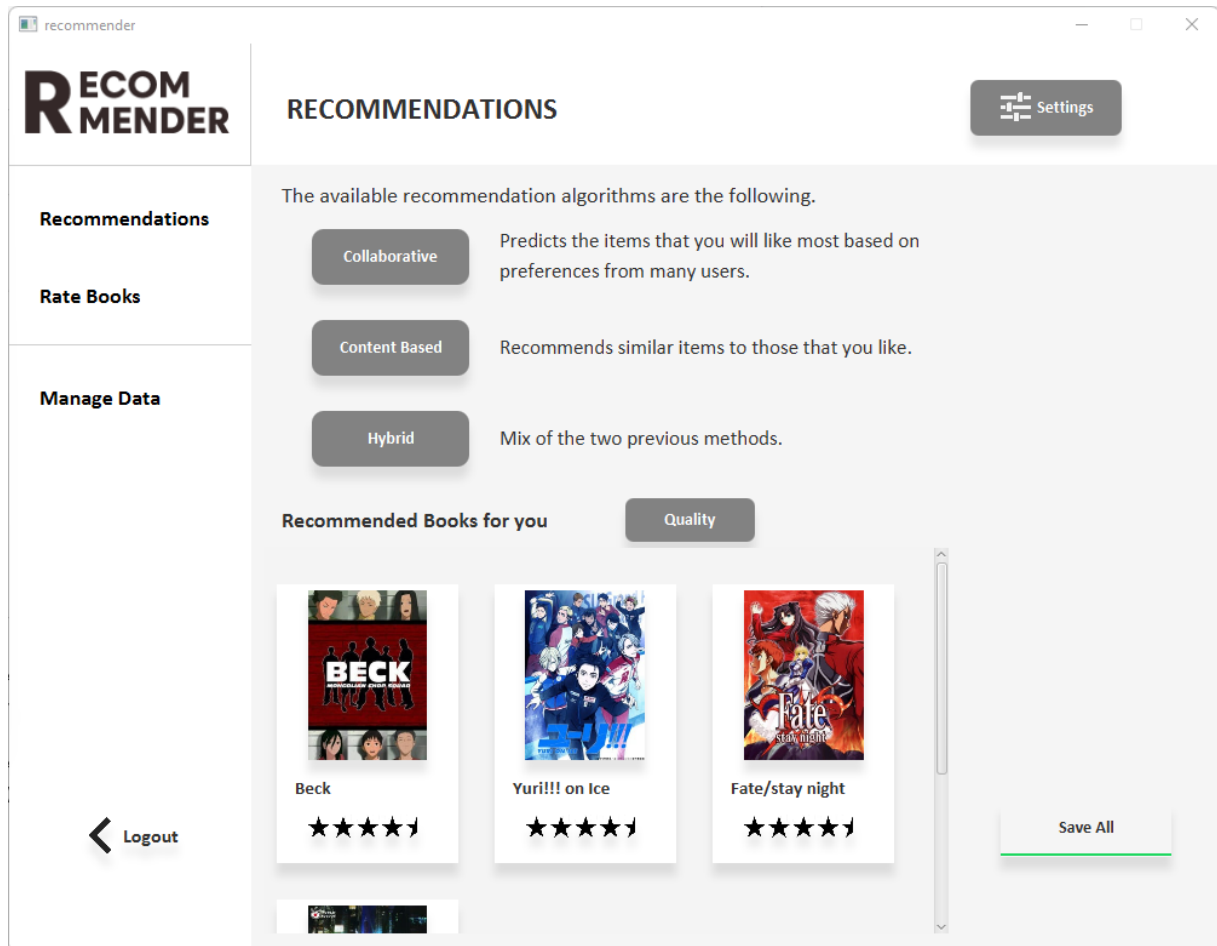 recommender
RECOM
MENDER
RECOMMENDATIONS
Settings
Recommendations
Rate Books
Manage Data
Logout
The available recommendation algorithms are the following.
Collaborative
Predicts the items that you will like most based on
preferences from many users.
Content Based
Recommends similar items to those that you like.
Hybrid
Mix of the two previous methods.
Recommended Books for you
Quality
BECK
MONGOLIAN CHOP SQUAD
ユーリ!!!
Fate
stay night
Beck
Yuri!!! on Ice
Fate/stay night
Save All